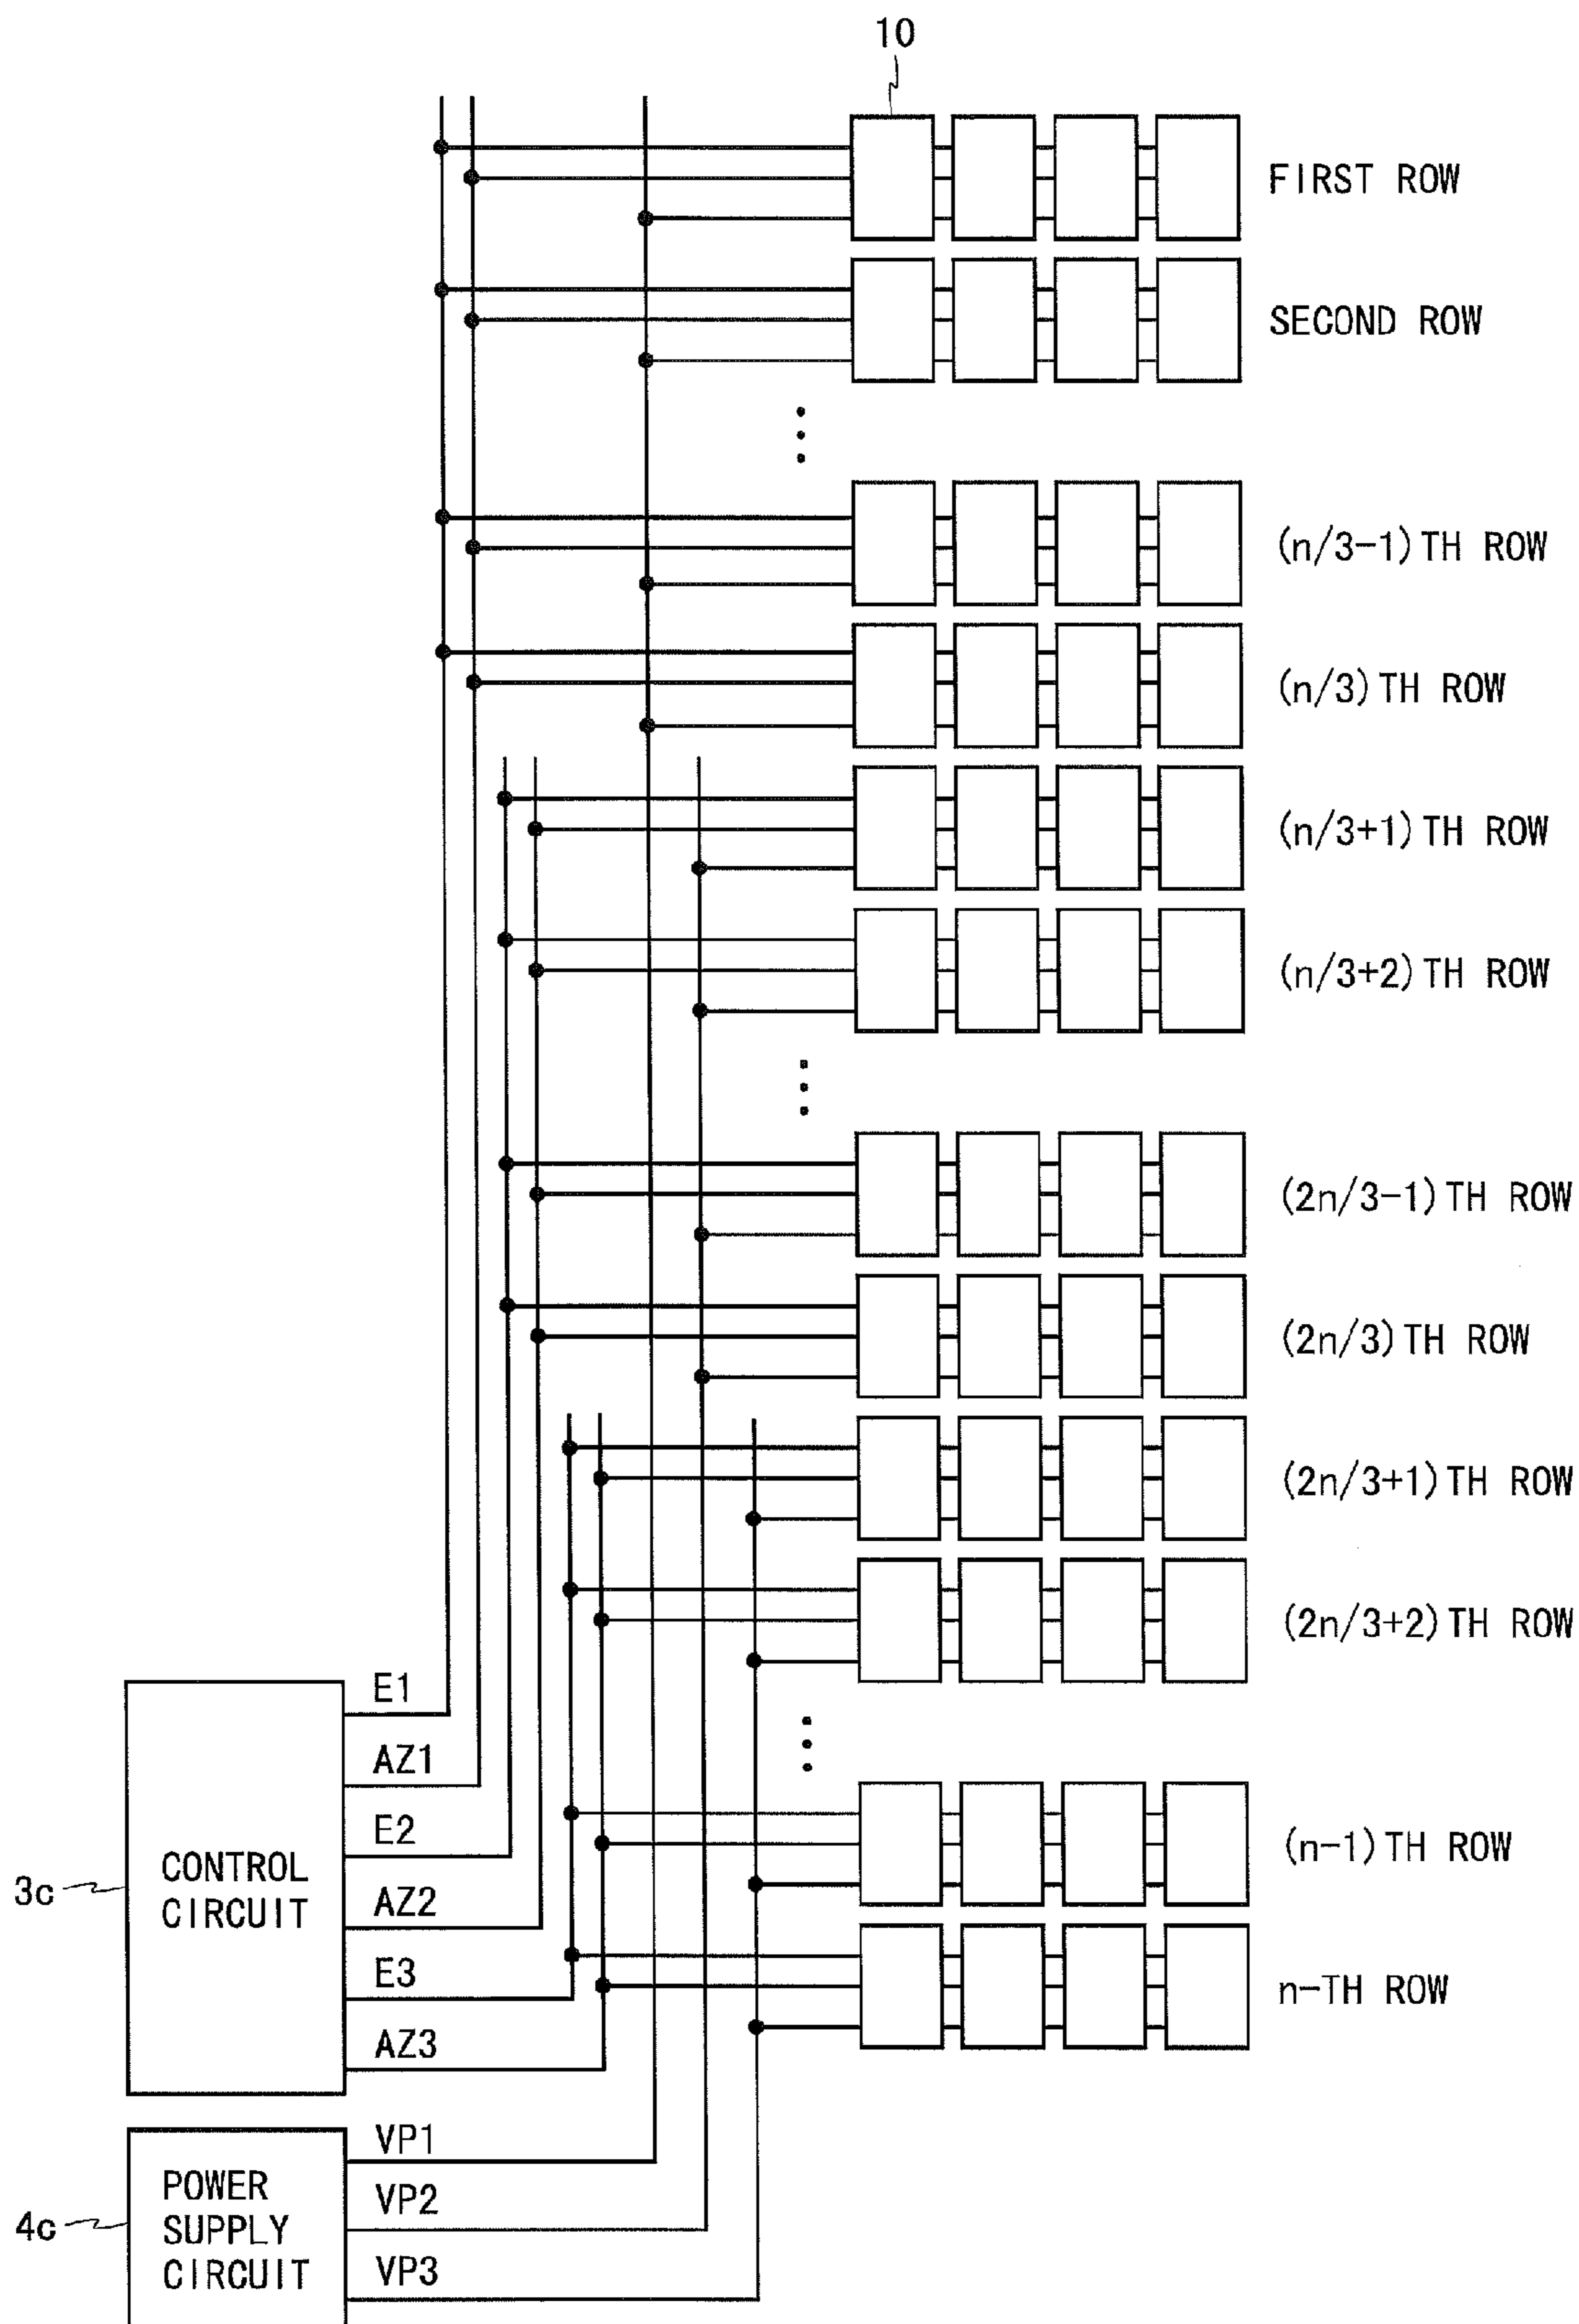 10
FIRST ROW
SECOND ROW
(n/3-1)TH ROW
(n/3)TH ROW
(n/3+1)TH ROW
(n/3+2)TH ROW
(2n/3-1)TH ROW
(2n/3)TH ROW
(2n/3+1)TH ROW
(2n/3+2)TH ROW
(n-1)TH ROW
n-TH ROW
3c
CONTROL
CIRCUIT
E1
AZ1
E2
AZ2
E3
AZ3
4c
POWER
SUPPLY
CIRCUIT
VP1
VP2
VP3